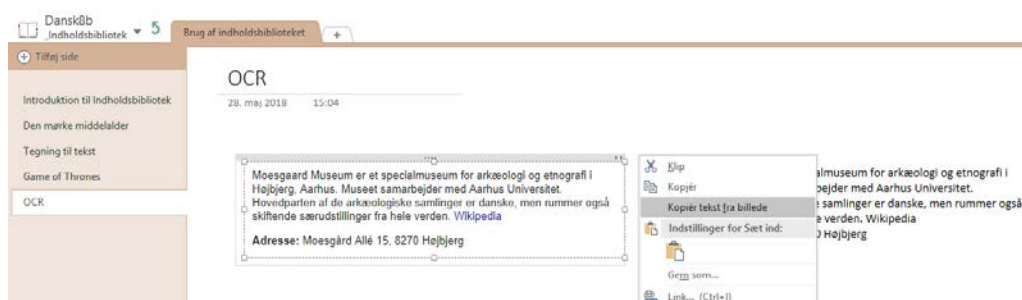 Dansk8b
_Indholdsbibliotek
Brug af indholdsbiblioteket
+
Tilføj side
Introduktion til Indholdsbibliotek
Den mørke middelalder
Tegning til tekst
Game of Thrones
OCR
OCR
28. maj 2018 15:04
Moesgaard Museum er et specialmuseum for arkæologi og etnografi i
Højbjerg, Aarhus. Museet samarbejder med Aarhus Universitet.
Hovedparten af de arkæologiske samlinger er danske, men rummer også
skiftende særudstillinger fra hele verden. Wikipedia
Adresse: Moesgård Allé 15, 8270 Højbjerg
Klip
Kopiér
Kopiér tekst fra billede
Indstillinger for Sæt ind:
Gem som...
Link... (Ctrl+I)
almuseum for arkæologi og etnografi i
bejder med Aarhus Universitet.
e samlinger er danske, men rummer også
e verden. Wikipedia
Højbjerg